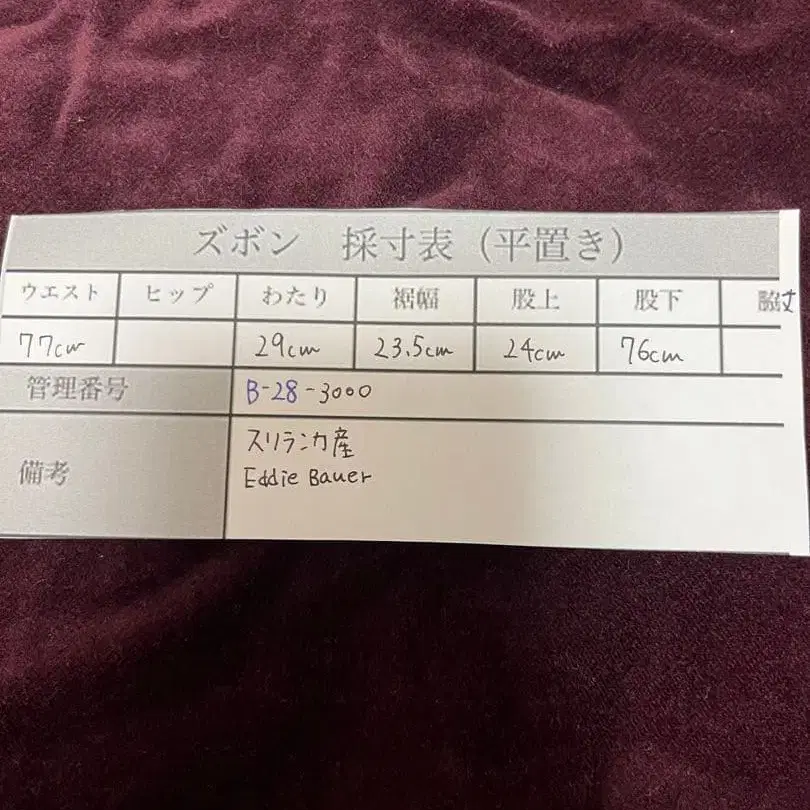 ズボン　採寸表（平置き）
ウエスト ヒップ わたり 裾幅 股上 股下 脇丈
77cm 29cm 23.5cm 24cm 76cm
管理番号 B-28-3000
備考
スリランカ産
Eddie Bauer